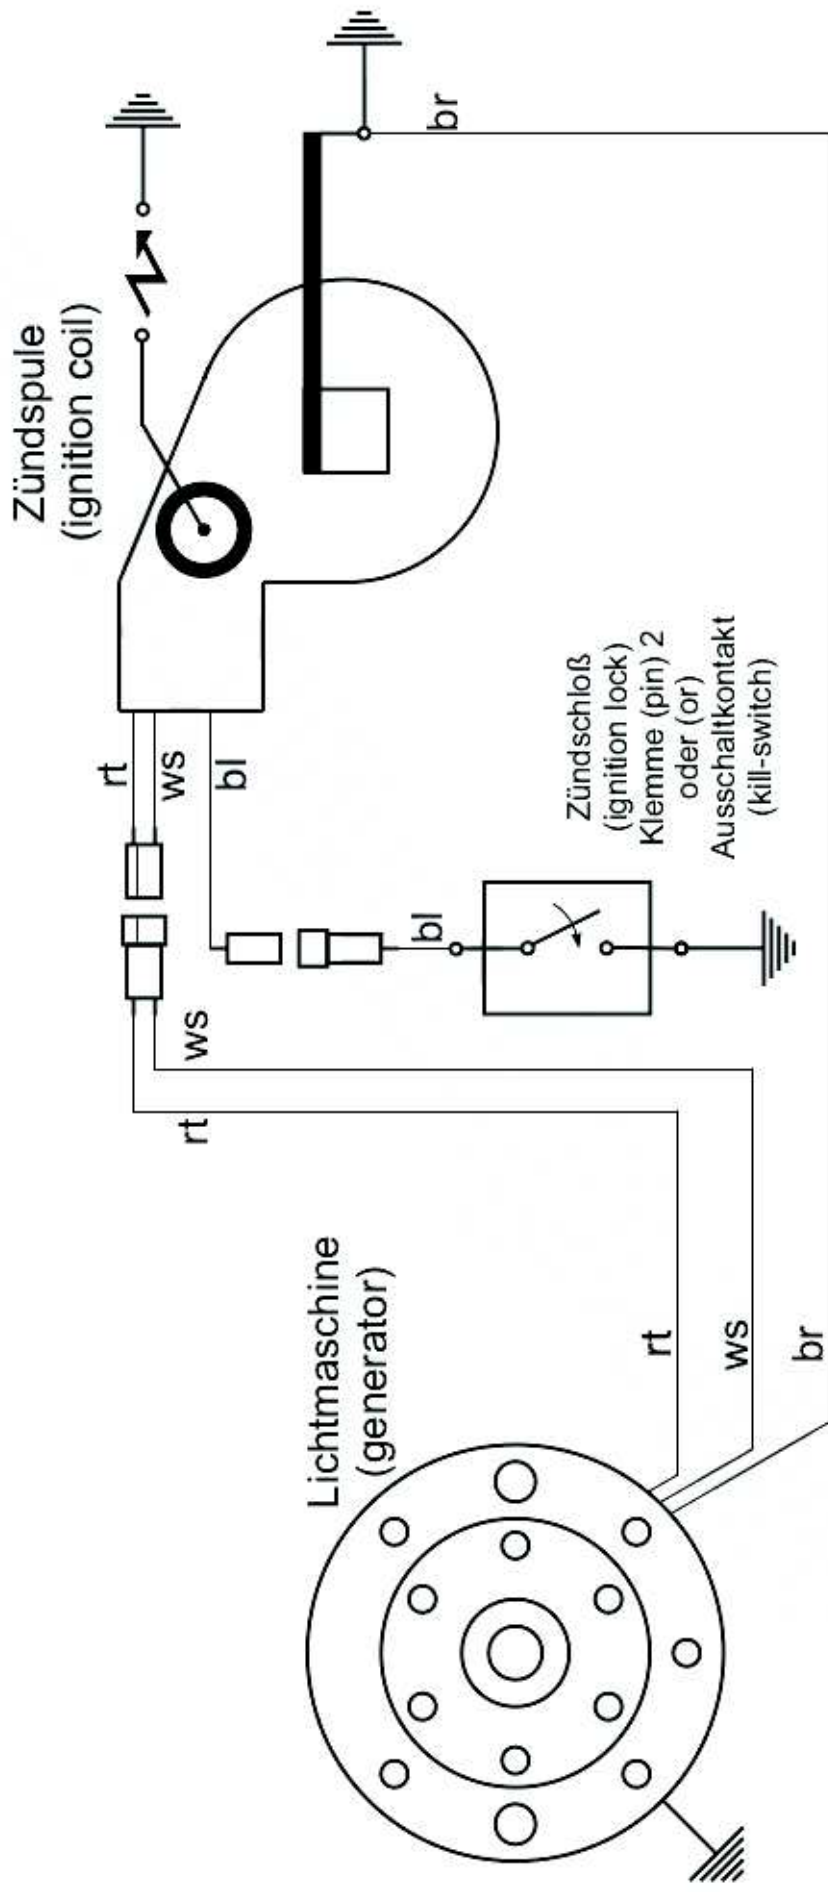 Lichtmaschine
(generator)
rt
ws
br
rt
ws
Zündspule
(ignition coil)
rt
ws
bl
bl
Zündschloß
(ignition lock)
Klemme (pin) 2
oder (or)
Ausschaltkontakt
(kill-switch)
br